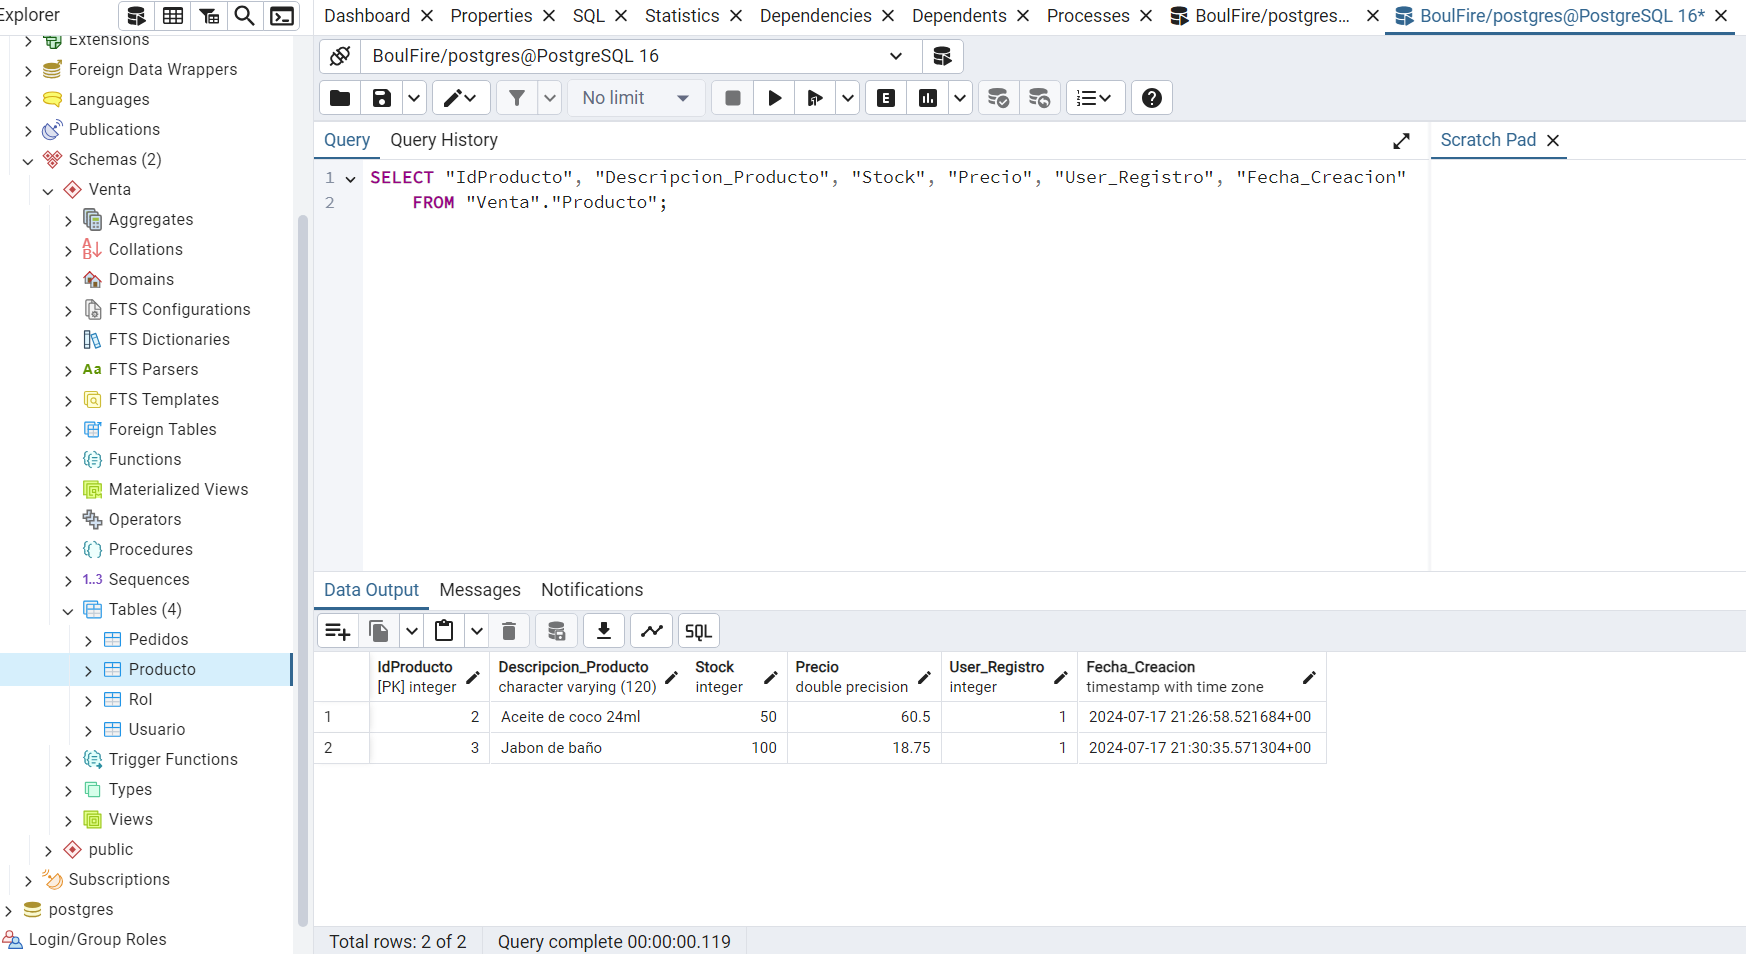 Explorer
Extensions
Foreign Data Wrappers
Languages
Publications
Schemas (2)
Venta
Aggregates
Collations
Domains
FTS Configurations
FTS Dictionaries
Aa FTS Parsers
FTS Templates
Foreign Tables
Functions
Materialized Views
Operators
Procedures
1..3 Sequences
Tables (4)
Pedidos
Producto
Rol
Usuario
Trigger Functions
Types
Views
public
Subscriptions
postgres
Login/Group Roles
Dashboard Properties SQL Statistics Dependencies Dependents Processes BoulFire/postgres... BoulFire/postgres@PostgreSQL 16*
BoulFire/postgres@PostgreSQL 16
No limit E
Query Query History
Scratch Pad
1 SELECT "IdProducto", "Descripcion_Producto", "Stock", "Precio", "User_Registro", "Fecha_Creacion"
2 FROM "Venta"."Producto";
Data Output Messages Notifications
SQL
IdProducto Descripcion_Producto Stock Precio User_Registro Fecha_Creacion
[PK] integer character varying (120) integer double precision integer timestamp with time zone
1 2 Aceite de coco 24ml 50 60.5 1 2024-07-17 21:26:58.521684+00
2 3 Jabon de baño 100 18.75 1 2024-07-17 21:30:35.571304+00
Total rows: 2 of 2 Query complete 00:00:00.119